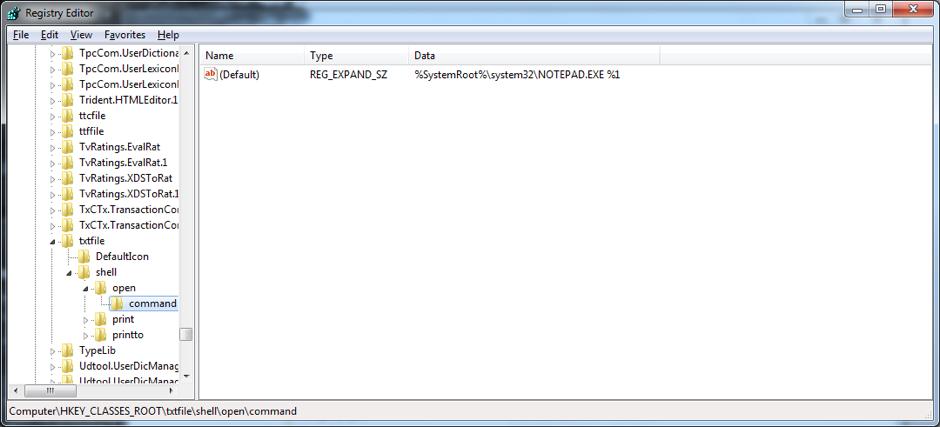 Registry Editor
File Edit View Favorites Help
TpcCom.UserDictiona
TpcCom.UserLexiconI
TpcCom.UserLexiconI
Trident.HTMLEditor.1
ttcfile
ttffile
TvRatings.EvalRat
TvRatings.EvalRat.1
TvRatings.XDSToRat
TvRatings.XDSToRat.1
TxCTx.TransactionCo
TxCTx.TransactionCo
txtfile
DefaultIcon
shell
open
command
print
printto
TypeLib
Udtool.UserDicManag
Udtool.UserDicManag
Name Type Data
ab (Default) REG_EXPAND_SZ %SystemRoot%\system32\NOTEPAD.EXE %1
Computer\HKEY_CLASSES_ROOT\txtfile\shell\open\command